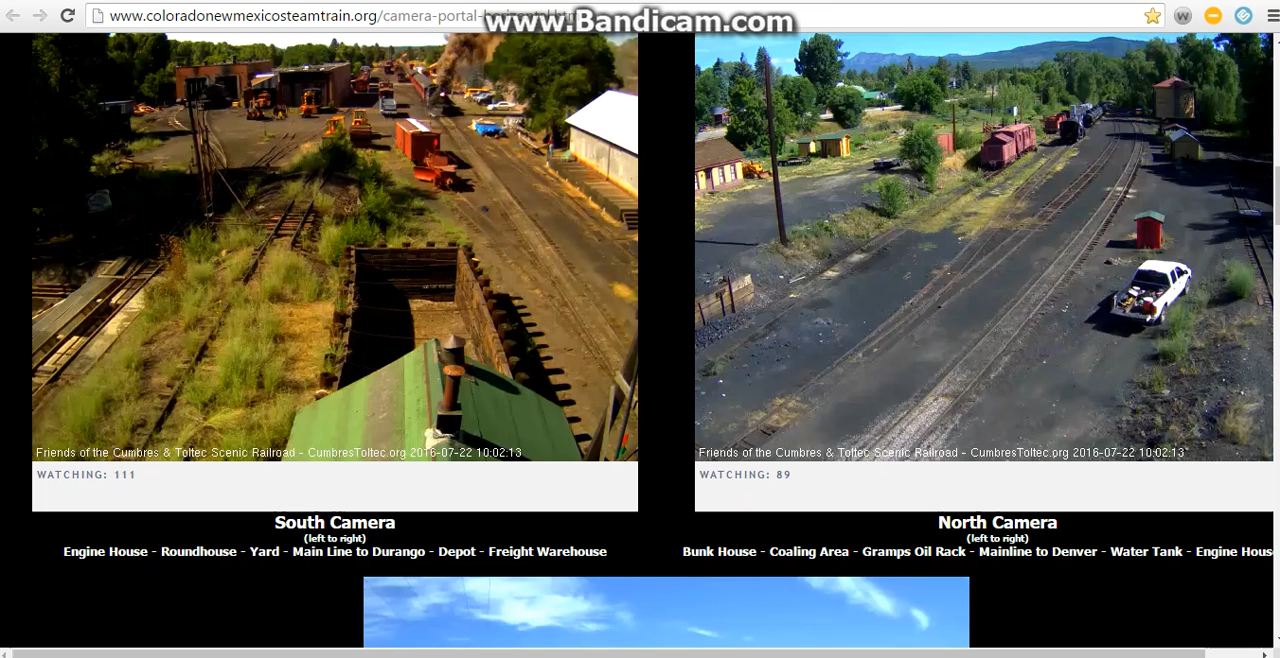 www.coloradonewmexicosteamtrain.org/camera-portal-
www.Bandicam.com
Friends of the Cumbres & Toltec Scenic Railroad - CumbresToltec.org 2016-07-22 10:02:13
WATCHING: 111
South Camera
(left to right)
Engine House - Roundhouse - Yard - Main Line to Durango - Depot - Freight Warehouse
Friends of the Cumbres & Toltec Scenic Railroad - CumbresToltec.org 2016-07-22 10:02:13
WATCHING: 89
North Camera
(left to right)
Bunk House - Coaling Area - Gramps Oil Rack - Mainline to Denver - Water Tank - Engine Hous